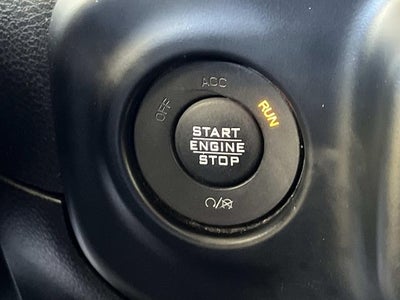 ACC
OFF
RUN
START
ENGINE
STOP